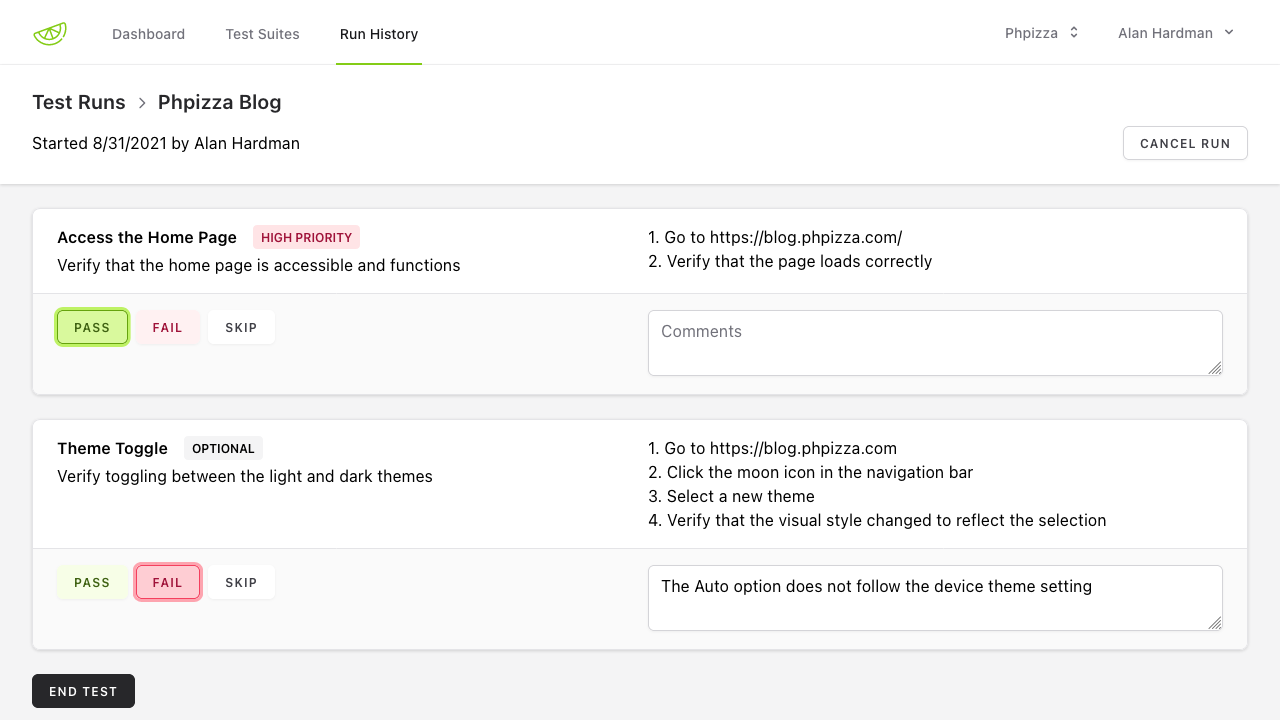 Dashboard Test Suites Run History Phpizza Alan Hardman
Test Runs > Phpizza Blog
Started 8/31/2021 by Alan Hardman
CANCEL RUN
Access the Home Page HIGH PRIORITY
Verify that the home page is accessible and functions
1. Go to https://blog.phpizza.com/
2. Verify that the page loads correctly
PASS FAIL SKIP
Comments
Theme Toggle OPTIONAL
Verify toggling between the light and dark themes
1. Go to https://blog.phpizza.com
2. Click the moon icon in the navigation bar
3. Select a new theme
4. Verify that the visual style changed to reflect the selection
PASS FAIL SKIP
The Auto option does not follow the device theme setting
END TEST